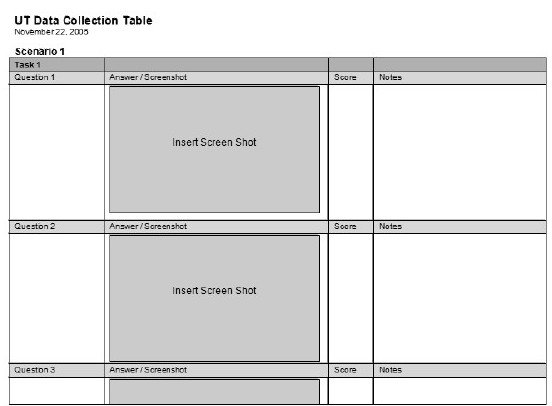 UT Data Collection Table
November 22, 2005
Scenario 1
Task 1
Question 1 Answer / Screenshot Score Notes
Insert Screen Shot
Question 2 Answer / Screenshot Score Notes
Insert Screen Shot
Question 3 Answer / Screenshot Score Notes